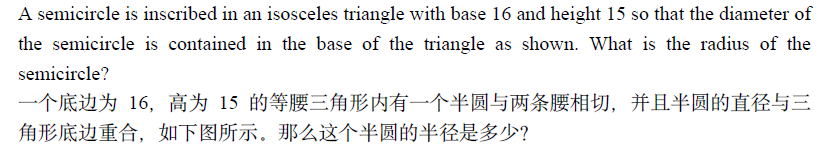 A semicircle is inscribed in an isosceles triangle with base 16 and height 15 so that the diameter of
the semicircle is contained in the base of the triangle as shown. What is the radius of the
semicircle?
一个底边为 16，高为 15 的等腰三角形内有一个半圆与两条腰相切，并且半圆的直径与三
角形底边重合，如下图所示。那么这个半圆的半径是多少？